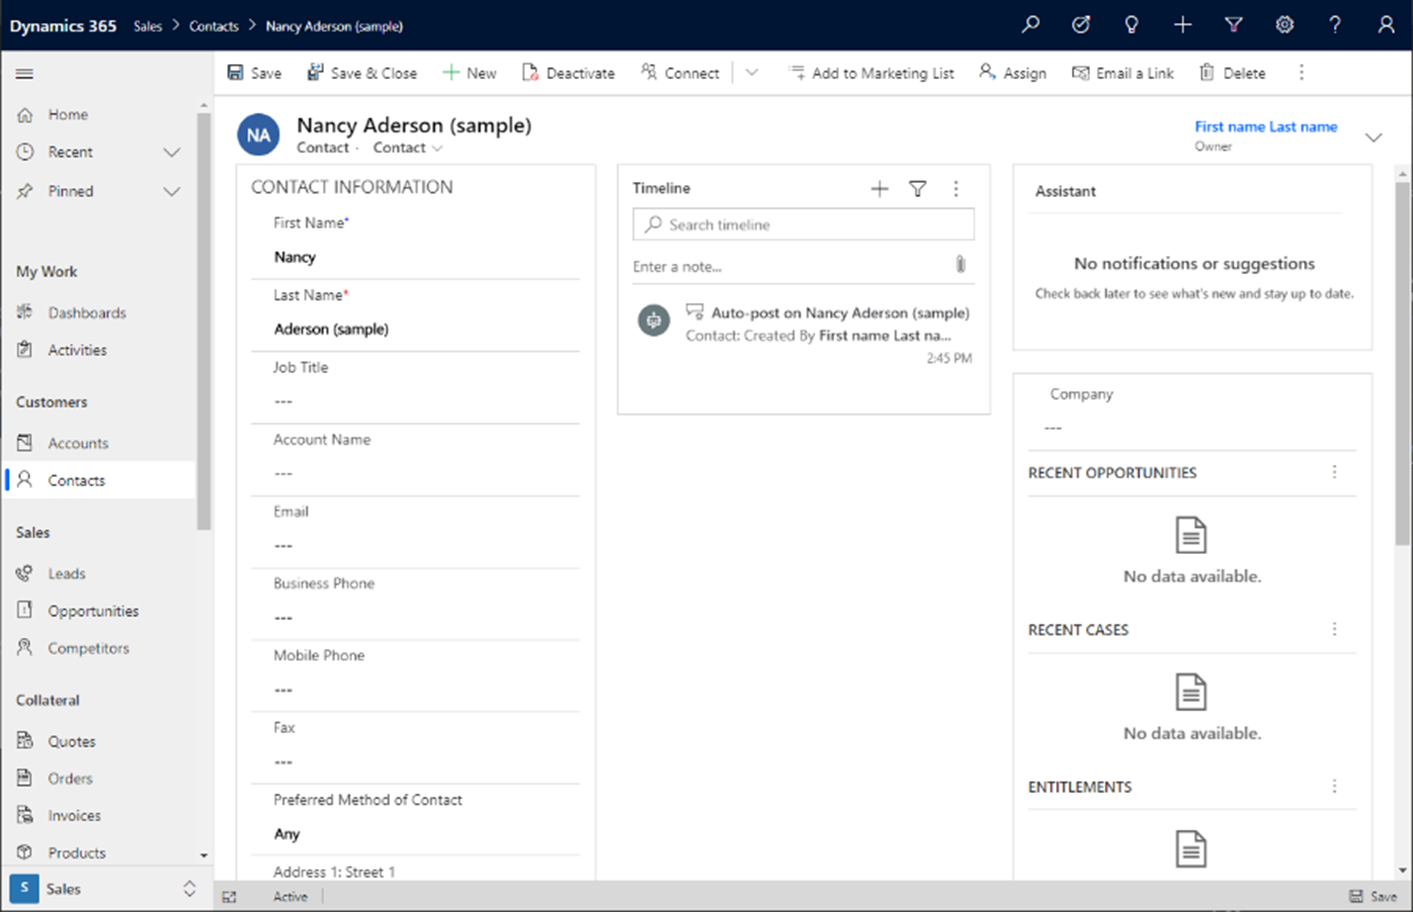 Dynamics 365 Sales > Contacts > Nancy Aderson (sample)
Save Save & Close New Deactivate Connect Add to Marketing List Assign Email a Link Delete
Home
Recent
Pinned
My Work
Dashboards
Activities
Customers
Accounts
Contacts
Sales
Leads
Opportunities
Competitors
Collateral
Quotes
Orders
Invoices
Products
S Sales
NA
Nancy Aderson (sample)
Contact · Contact
First name Last name
Owner
CONTACT INFORMATION
First Name*
Nancy
Last Name*
Aderson (sample)
Job Title
---
Account Name
---
Email
---
Business Phone
---
Mobile Phone
---
Fax
---
Preferred Method of Contact
Any
Address 1: Street 1
Timeline
Search timeline
Enter a note...
Auto-post on Nancy Aderson (sample)
Contact: Created By First name Last na...
2:45 PM
Assistant
No notifications or suggestions
Check back later to see what's new and stay up to date.
Company
---
RECENT OPPORTUNITIES
No data available.
RECENT CASES
No data available.
ENTITLEMENTS
Active
Save